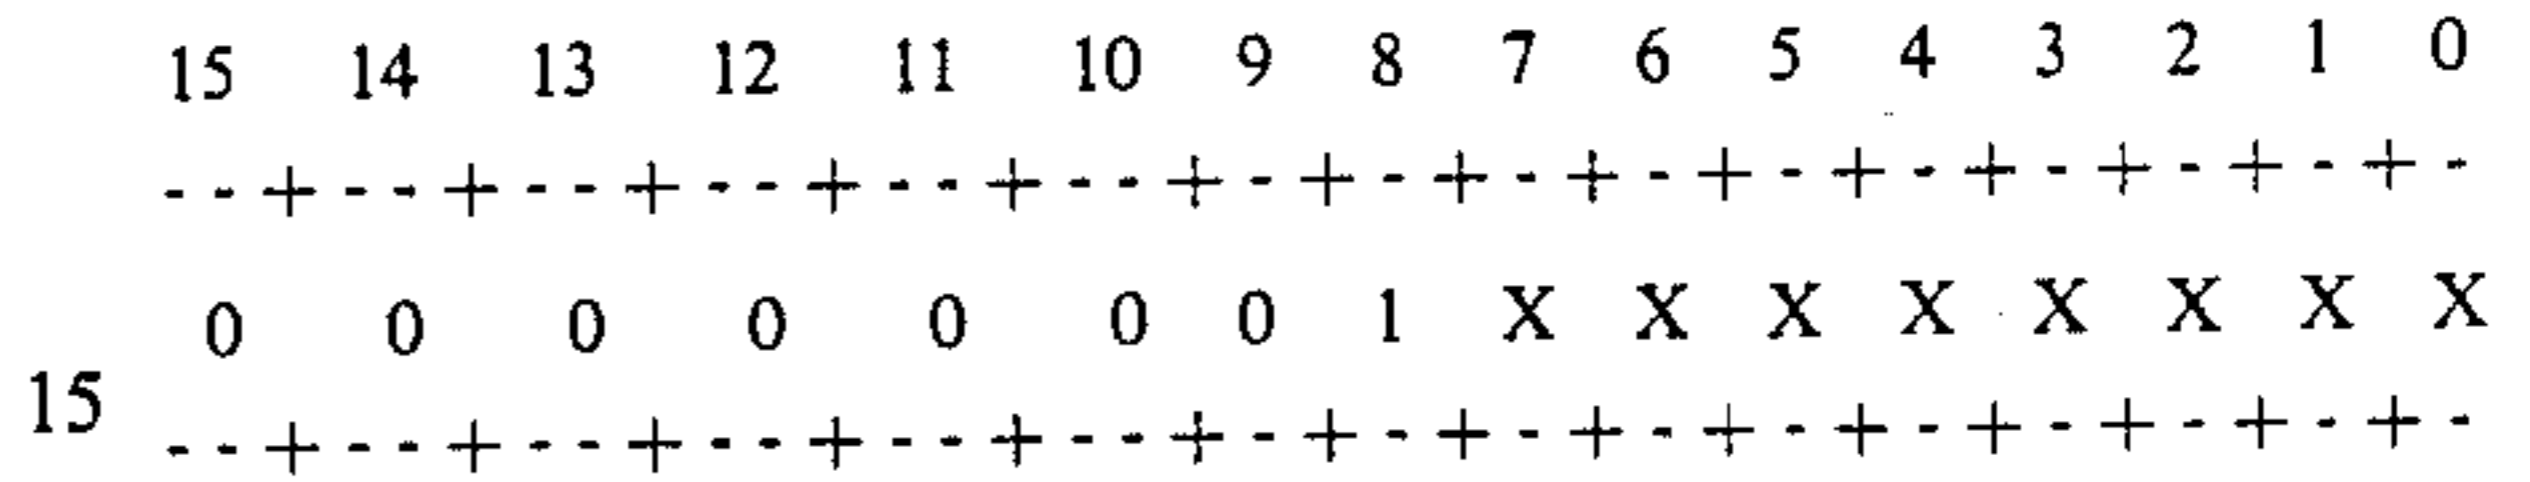 15 14 13 12 11 10 9 8 7 6 5 4 3 2 1 0
--+--+--+--+--+--+-+-+-+-+-+-+-+-+-+-
0 0 0 0 0 0 0 1 X X X X X X X X
15
--+--+--+--+--+--+-+-+-+-+-+-+-+-+-+-